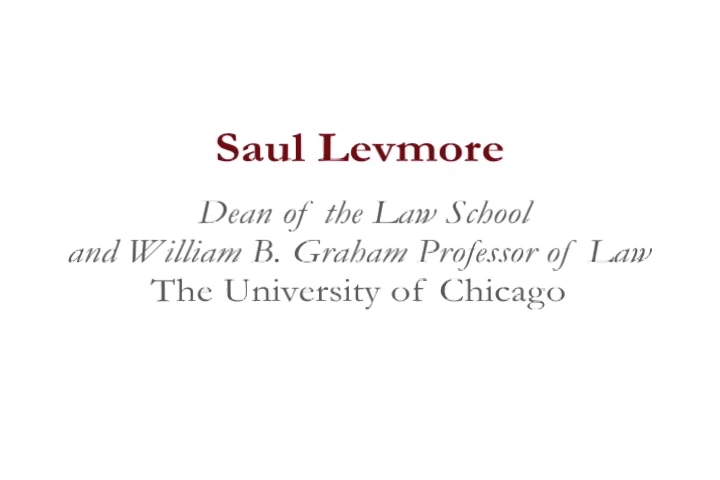 Saul Levmore
Dean of the Law School
and William B. Graham Professor of Law
The University of Chicago